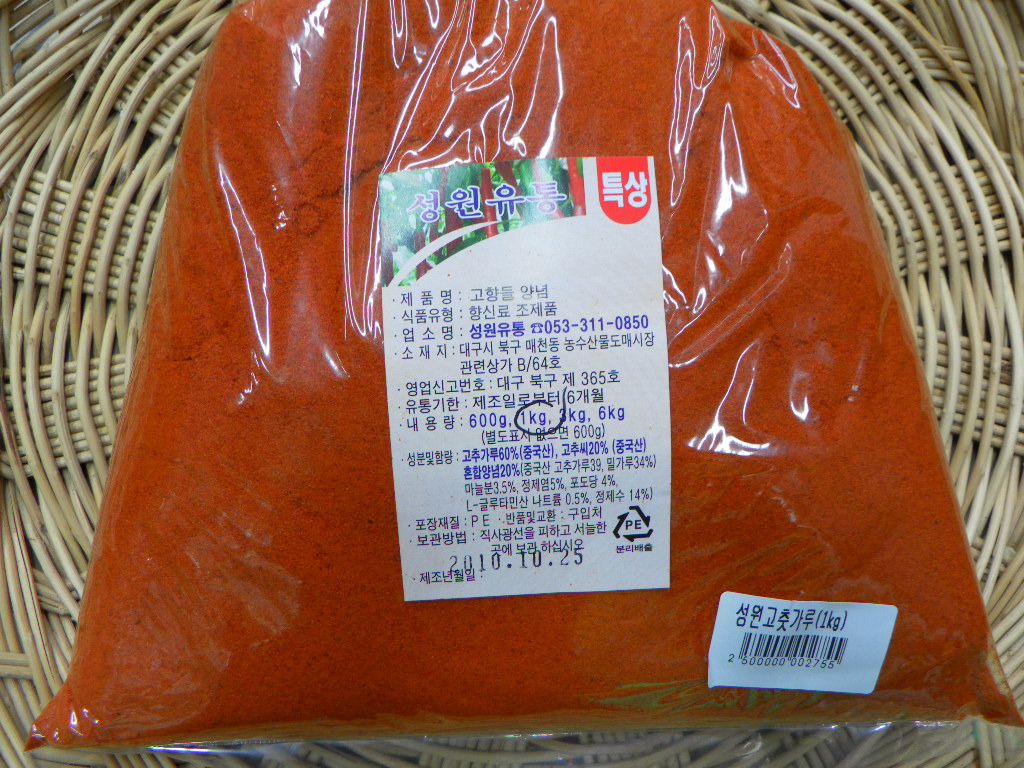 성원유통
특상
· 제 품 명 : 고향들 양념
· 식품유형 : 향신료 조제품
· 업 소 명 : 성원유통 ☎053-311-0850
· 소 재 지 : 대구시 북구 매천동 농수산물도매시장
관련상가 B/64호
· 영업신고번호 : 대구 북구 제 365호
· 유통기한 : 제조일로부터 6개월
· 내 용 량 : 600g, 1kg, 3kg, 6kg
(별도표시 없으면 600g)
· 성분및함량 : 고추가루60%(중국산), 고추씨20% (중국산)
혼합양념20%(중국산 고추가루39, 밀가루34%)
마늘분3.5%, 정제염5%, 포도당 4%,
L-글루타민산 나트륨 0.5%, 정제수 14%)
· 포장재질 : P E · 반품및교환 : 구입처
· 보관방법 : 직사광선을 피하고 서늘한
곳에 보관 하십시오
PE
분리배출
2010.10.25
· 제조년월일 :
성원고춧가루(1kg)
2 500000 002755